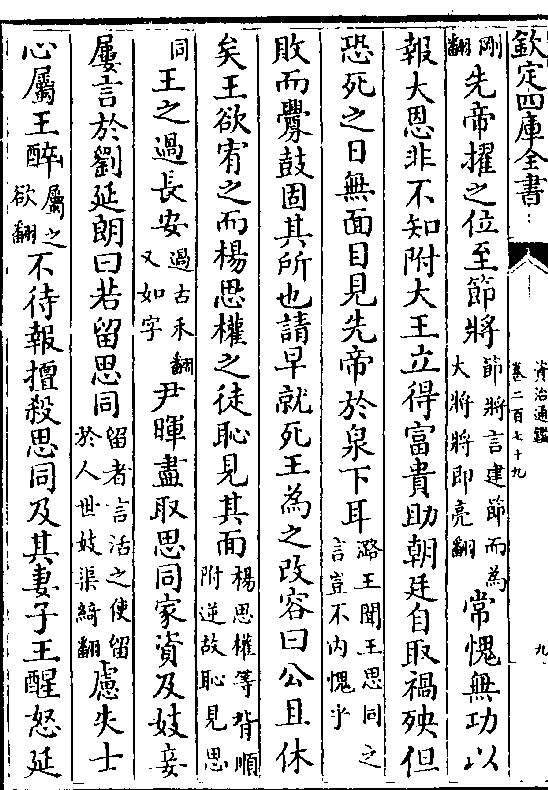 欽定四庫全書
資治通鑑
卷二百七十九
九
剛翻先帝擢之位至節將節將言建節而為大將將即亮翻常愧無功以
報大恩非不知附大王立得富貴助朝廷自取禍殃但
恐死之日無面目見先帝於泉下耳潞王聞王思同之言豈不内愧乎
敗而釁鼓固其所也請早就死王為之改容曰公且休
矣王欲宥之而楊思權之徒恥見其面楊思權等背順附逆故恥見思
同王之過長安過古禾翻又如字尹暉盡取思同家資及妓妾
屢言於劉延朗曰若留思同留者言活之使留於人世妓渠綺翻慮失士
心屬王醉屬之欲翻不待報擅殺思同及其妻子王醒怒延